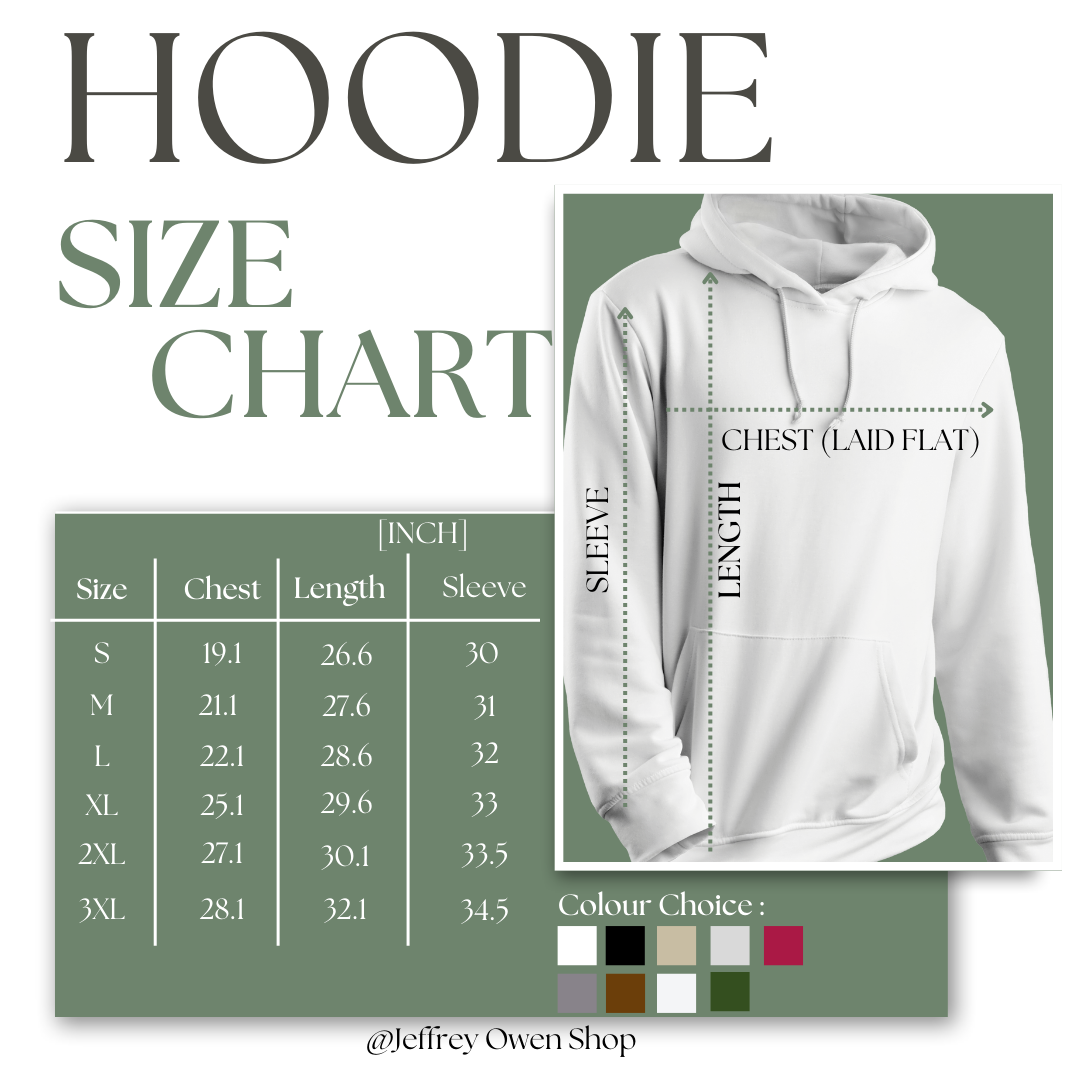 HOODIE
SIZE
CHART
CHEST (LAID FLAT)
SLEEVE
LENGTH
[INCH]
Size Chest Length Sleeve
S 19.1 26.6 30
M 21.1 27.6 31
L 22.1 28.6 32
XL 25.1 29.6 33
2XL 27.1 30.1 33.5
3XL 28.1 32.1 34.5
Colour Choice :
@Jeffrey Owen Shop